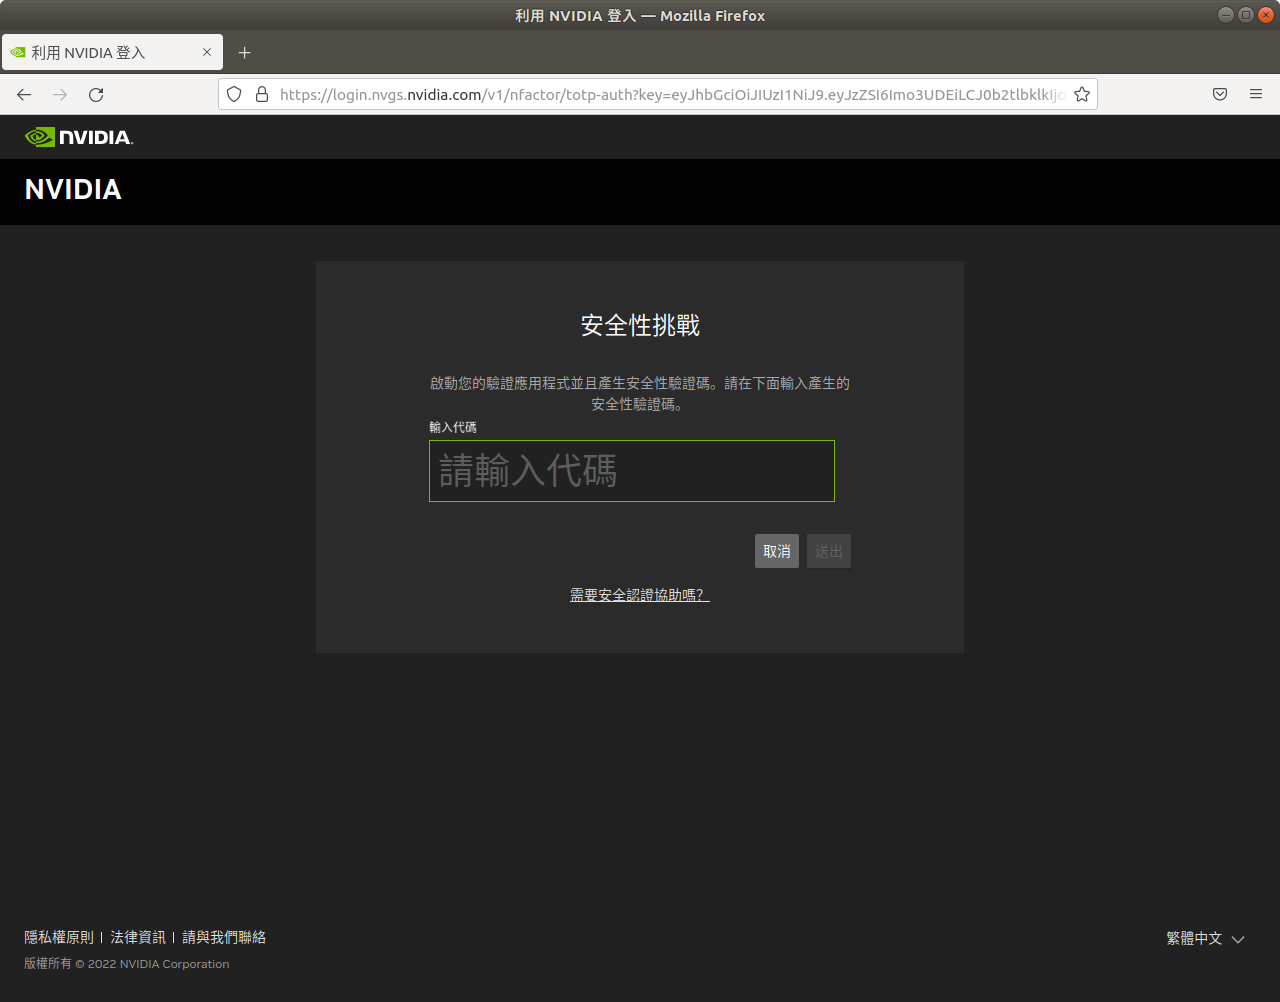 利用 NVIDIA 登入 — Mozilla Firefox
利用 NVIDIA 登入
https://login.nvgs.nvidia.com/v1/nfactor/totp-auth?key=eyJhbGciOiJIUzI1NiJ9.eyJzZSI6Imo3UDEiLCJ0b2tlbklkIjo
NVIDIA.
NVIDIA
安全性挑戰
啟動您的驗證應用程式並且產生安全性驗證碼。請在下面輸入產生的
安全性驗證碼。
輸入代碼
請輸入代碼
取消 送出
需要安全認證協助嗎？
隱私權原則 | 法律資訊 | 請與我們聯絡
繁體中文
版權所有 © 2022 NVIDIA Corporation